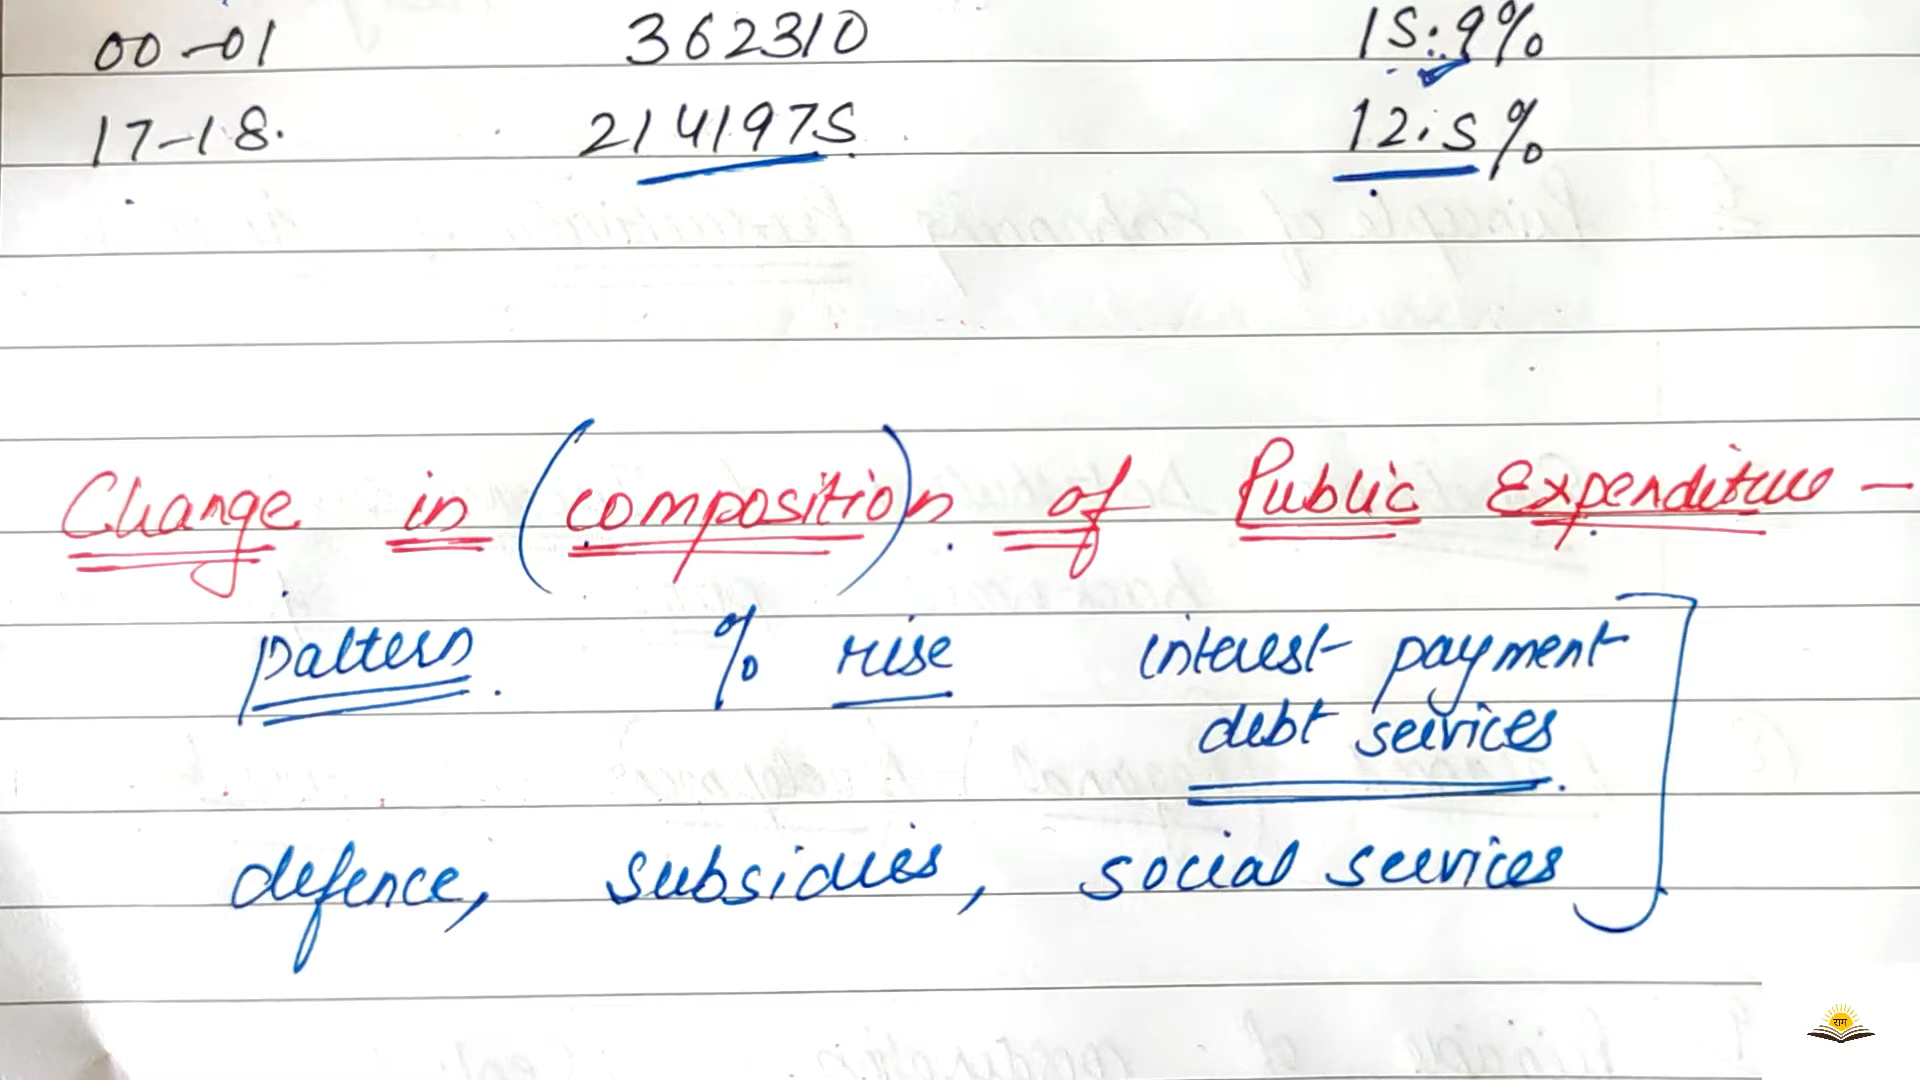 00-01 362310 15.9%
17-18. 2141975 12.5%
Change in (composition) of Public Expenditure -
pattern. % rise interest payment
debt services.
defence, subsidies, social services
राम